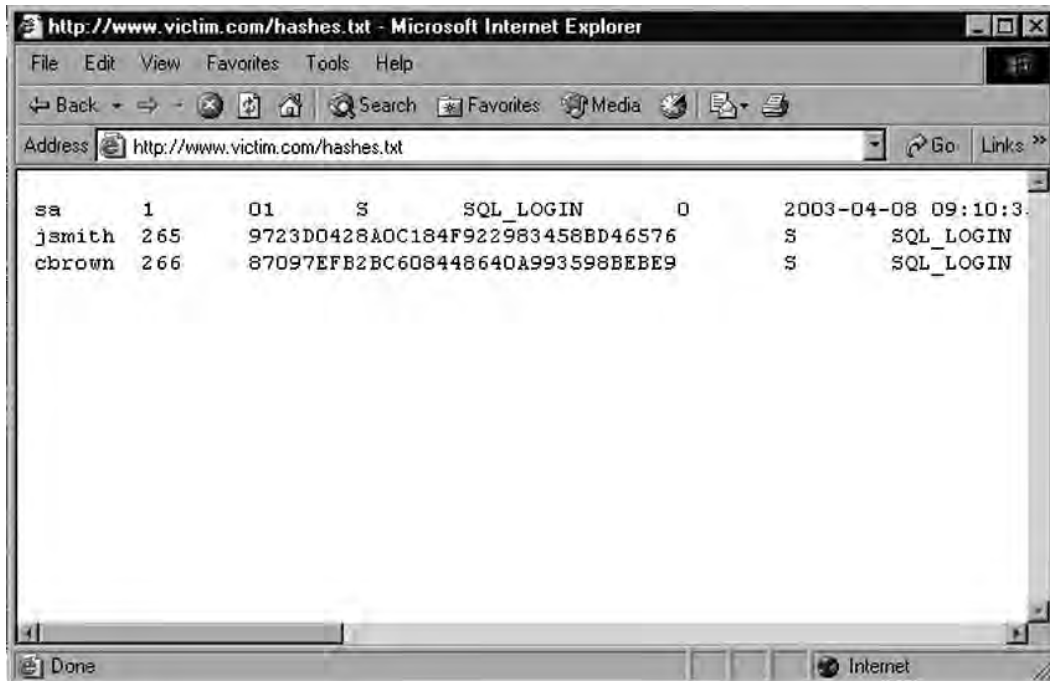 http://www.victim.com/hashes.txt - Microsoft Internet Explorer
File Edit View Favorites Tools Help
Back Search Favorites Media
Address http://www.victim.com/hashes.txt Go Links »
sa 1 01 S SQL_LOGIN 0 2003-04-08 09:10:3
jsmith 265 9723D0428A0C184F922983458BD46576 S SQL_LOGIN
cbrown 266 87097EFB2BC608448640A993598BEBE9 S SQL_LOGIN
Done Internet